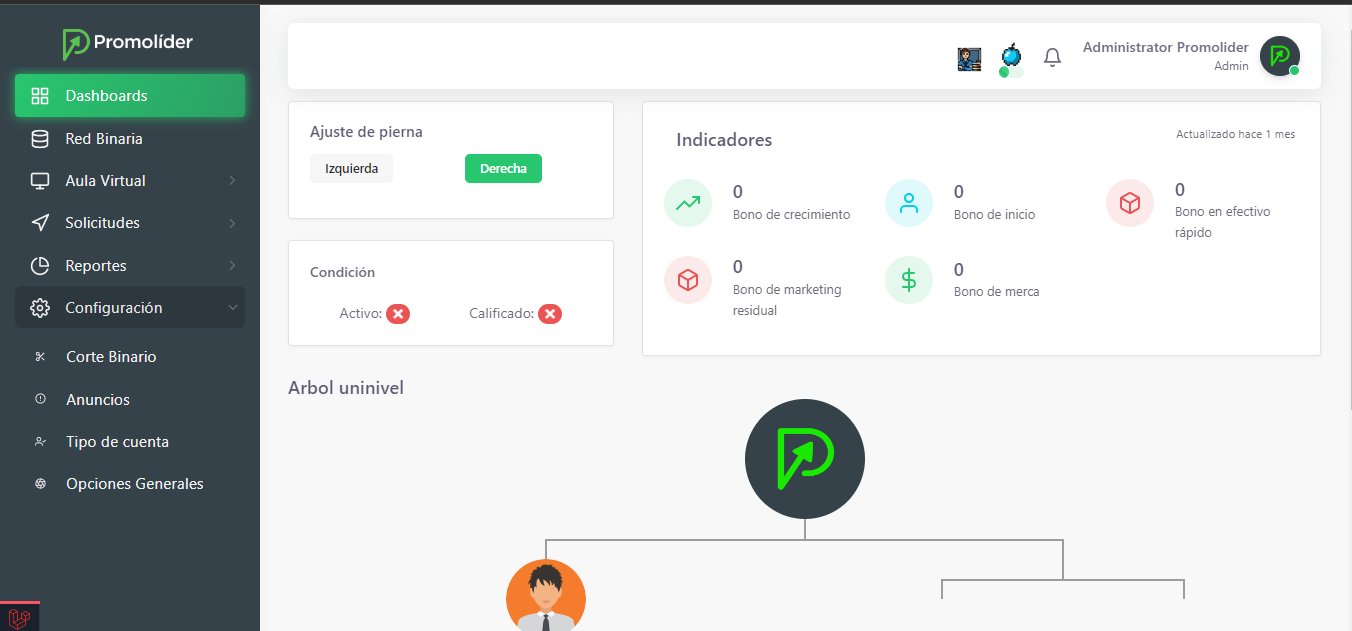 Promolíder
Dashboards
Red Binaria
Aula Virtual
Solicitudes
Reportes
Configuración
Corte Binario
Anuncios
Tipo de cuenta
Opciones Generales
Administrator Promolider
Admin
Ajuste de pierna
Izquierda
Derecha
Condición
Activo:
Calificado:
Indicadores
Actualizado hace 1 mes
0
Bono de crecimiento
0
Bono de inicio
0
Bono en efectivo
rápido
0
Bono de marketing
residual
0
Bono de merca
Arbol uninivel